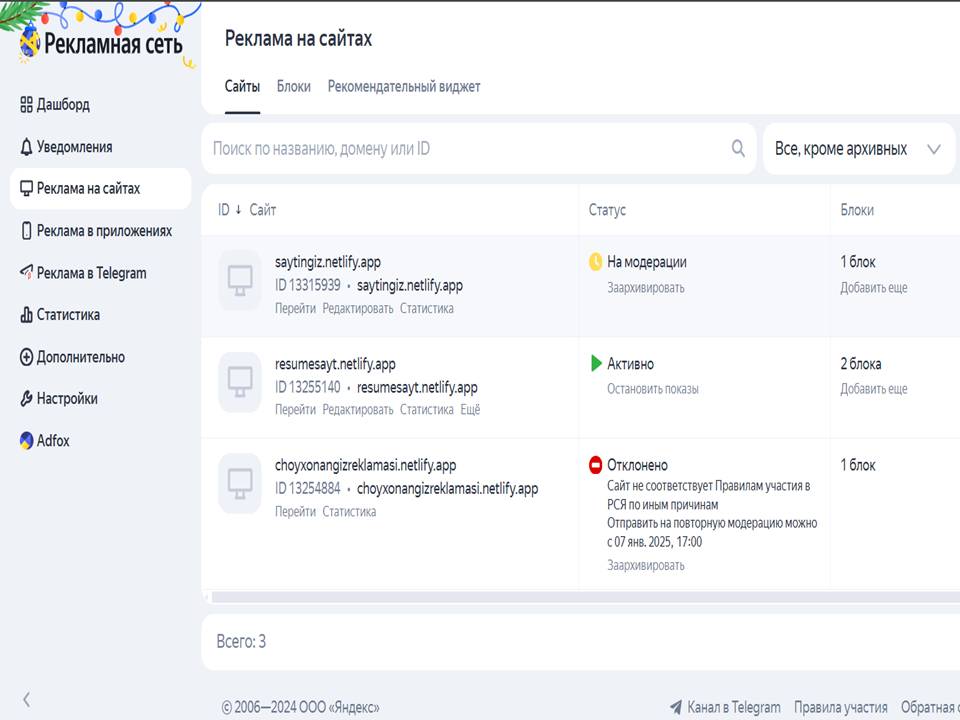 Рекламная сеть
Дашборд
Уведомления
Реклама на сайтах
Реклама в приложениях
Реклама в Telegram
Статистика
Дополнительно
Настройки
Adfox
Реклама на сайтах
Сайты Блоки Рекомендательный виджет
Поиск по названию, домену или ID
Все, кроме архивных
ID ↓ Сайт Статус Блоки
saytingiz.netlify.app На модерации 1 блок
ID 13315939 • saytingiz.netlify.app Заархивировать Добавить еще
Перейти Редактировать Статистика
resumesayt.netlify.app Активно 2 блока
ID 13255140 • resumesayt.netlify.app Остановить показы Добавить еще
Перейти Редактировать Статистика Ещё
choyxonangizreklamasi.netlify.app Отклонено 1 блок
ID 13254884 • choyxonangizreklamasi.netlify.app
Перейти Статистика
Сайт не соответствует Правилам участия в
РСЯ по иным причинам
Отправить на повторную модерацию можно
с 07 янв. 2025, 17:00
Заархивировать
Всего: 3
© 2006—2024 ООО «Яндекс» Канал в Telegram Правила участия Обратная